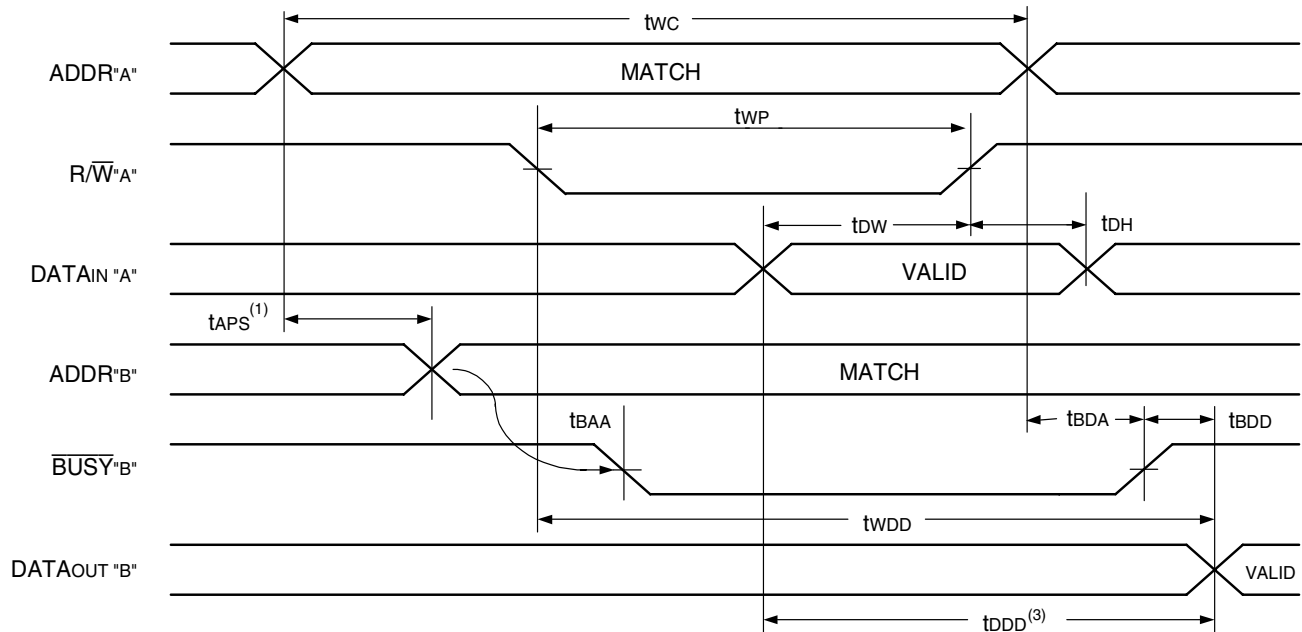 tWC
ADDR"A"
MATCH
tWP
R/W̅"A"
tDW
tDH
DATAIN "A"
VALID
tAPS(1)
ADDR"B"
MATCH
tBAA
tBDA
tBDD
B̅U̅S̅Y̅"B"
tWDD
DATAOUT "B"
VALID
tDDD(3)